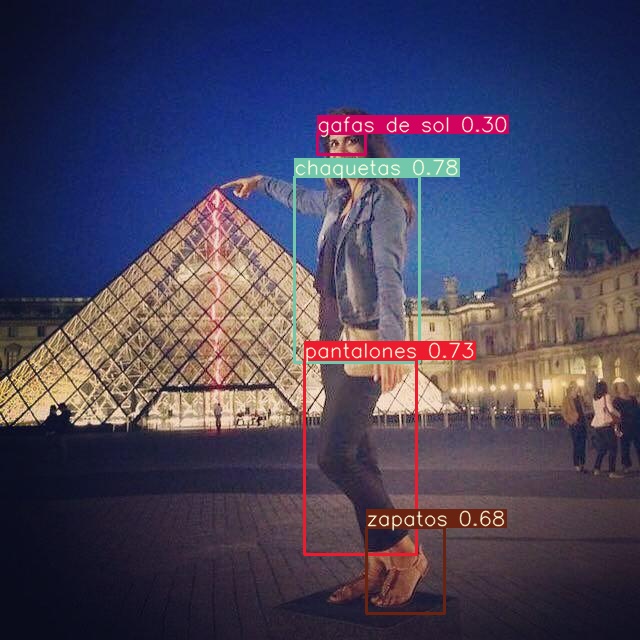 gafas de sol 0.30
chaquetas 0.78
pantalones 0.73
zapatos 0.68